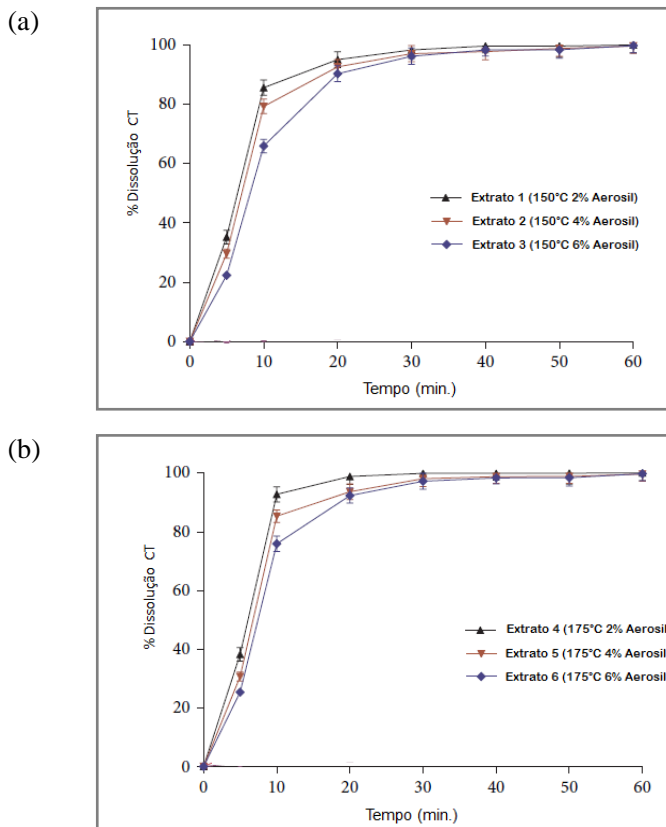 (a)
100
80
60
40
20
0
% Dissolução CT
Extrato 1 (150°C 2% Aerosil)
Extrato 2 (150°C 4% Aerosil)
Extrato 3 (150°C 6% Aerosil)
0 10 20 30 40 50 60
Tempo (min.)
(b)
100
80
60
40
20
0
% Dissolução CT
Extrato 4 (175°C 2% Aerosil
Extrato 5 (175°C 4% Aerosil
Extrato 6 (175°C 6% Aerosil
0 10 20 30 40 50 60
Tempo (min.)